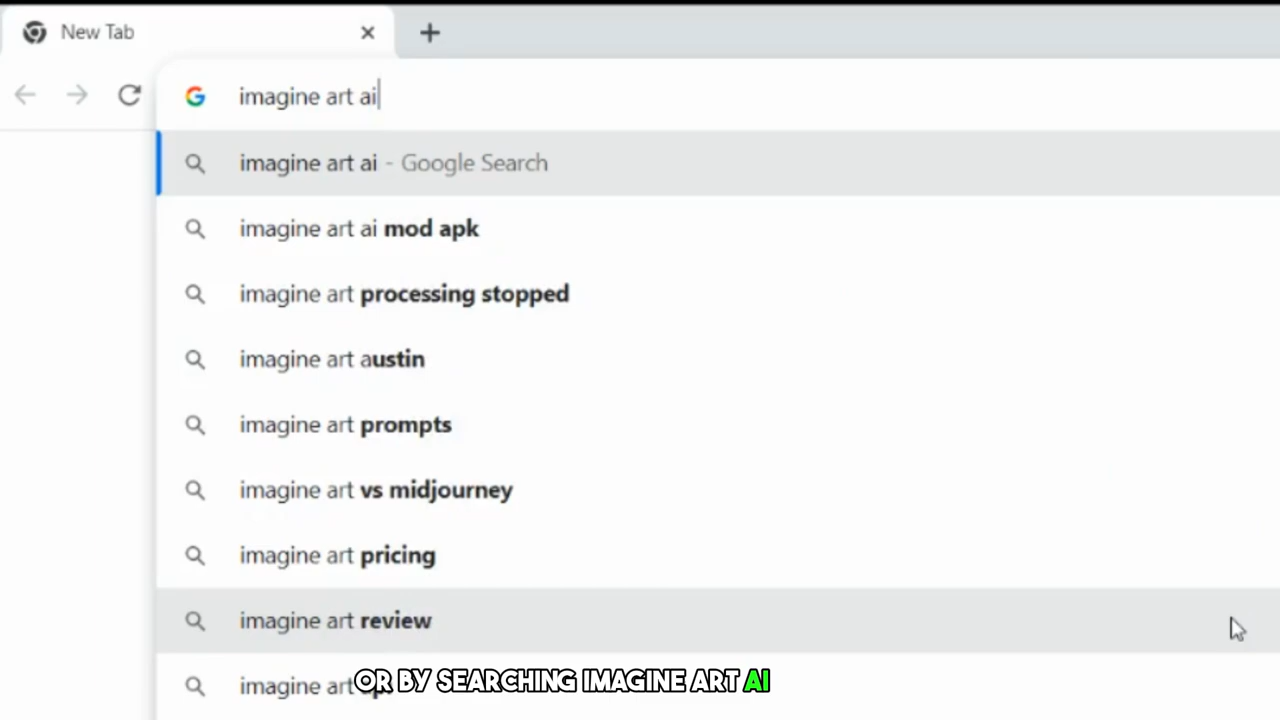 New Tab
imagine art ai
imagine art ai - Google Search
imagine art ai mod apk
imagine art processing stopped
imagine art austin
imagine art prompts
imagine art vs midjourney
imagine art pricing
imagine art review
imagine art
OR BY SEARCHING IMAGINE ART AI